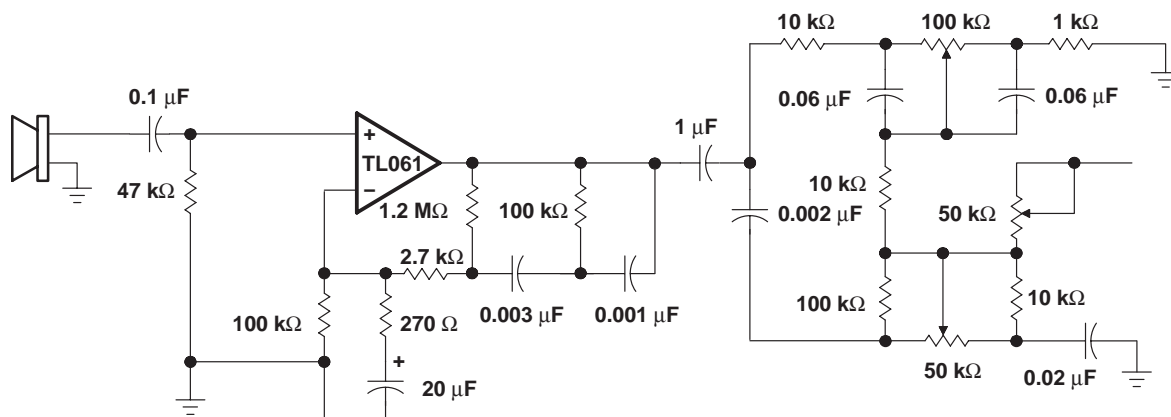 10 kΩ
100 kΩ
1 kΩ
0.1 μF
0.06 μF
0.06 μF
1 μF
+
TL061
−
47 kΩ
1.2 MΩ
100 kΩ
10 kΩ
0.002 μF
50 kΩ
2.7 kΩ
100 kΩ
270 Ω
0.003 μF
0.001 μF
100 kΩ
10 kΩ
+
20 μF
50 kΩ
0.02 μF